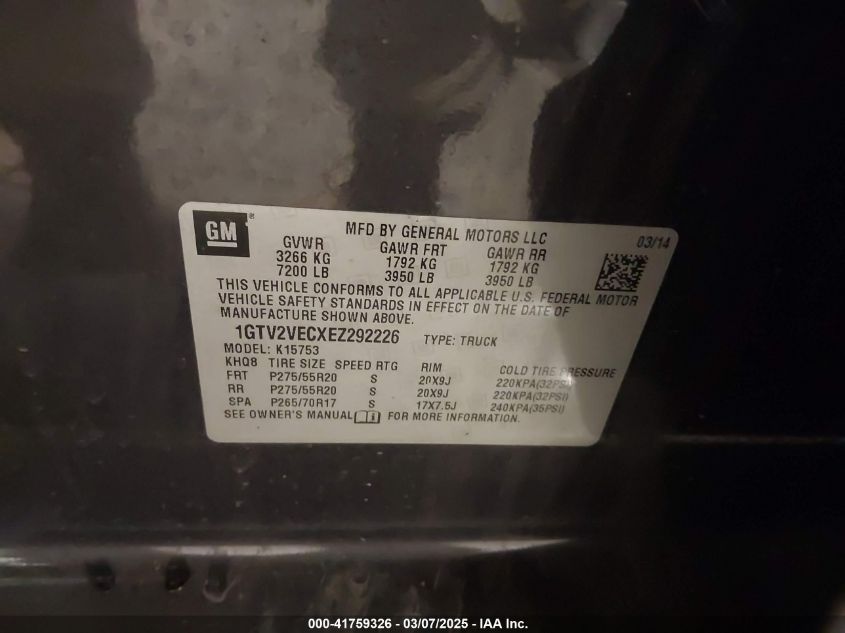 GM®
MFD BY GENERAL MOTORS LLC
03/14
GVWR GAWR FRT GAWR RR
3266 KG 1792 KG 1792 KG
7200 LB 3950 LB 3950 LB
THIS VEHICLE CONFORMS TO ALL APPLICABLE U.S. FEDERAL MOTOR
VEHICLE SAFETY STANDARDS IN EFFECT ON THE DATE OF
MANUFACTURE SHOWN ABOVE.
1GTV2VECXEZ292226 TYPE: TRUCK
MODEL: K15753
KHQ8 TIRE SIZE SPEED RTG RIM COLD TIRE PRESSURE
FRT P275/55R20 S 20X9J 220KPA(32PSI)
RR P275/55R20 S 20X9J 220KPA(32PSI)
SPA P265/70R17 S 17X7.5J 240KPA(35PSI)
SEE OWNER'S MANUAL FOR MORE INFORMATION.
000-41759326 - 03/07/2025 - IAA Inc.